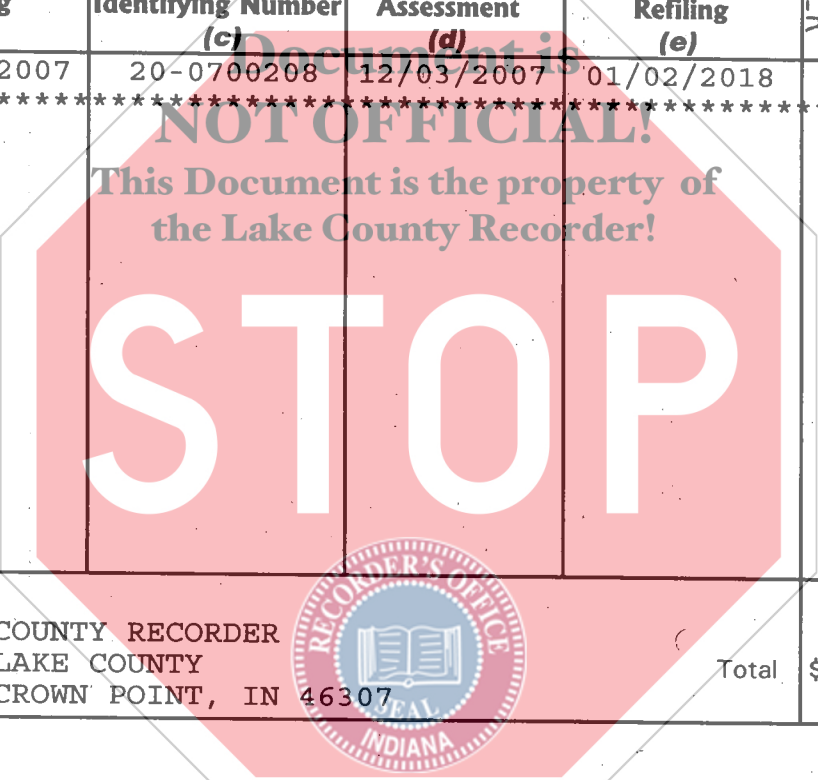 Identifying Number Assessment Refiling
(c) (d) (e)
Document is
2007 20-0700208 12/03/2007 01/02/2018
********************************************************
NOT OFFICIAL!
This Document is the property of
the Lake County Recorder!
STOP
RECORDER'S OFFICE
SEAL
INDIANA
COUNTY RECORDER
LAKE COUNTY
CROWN POINT, IN 46307
Total $